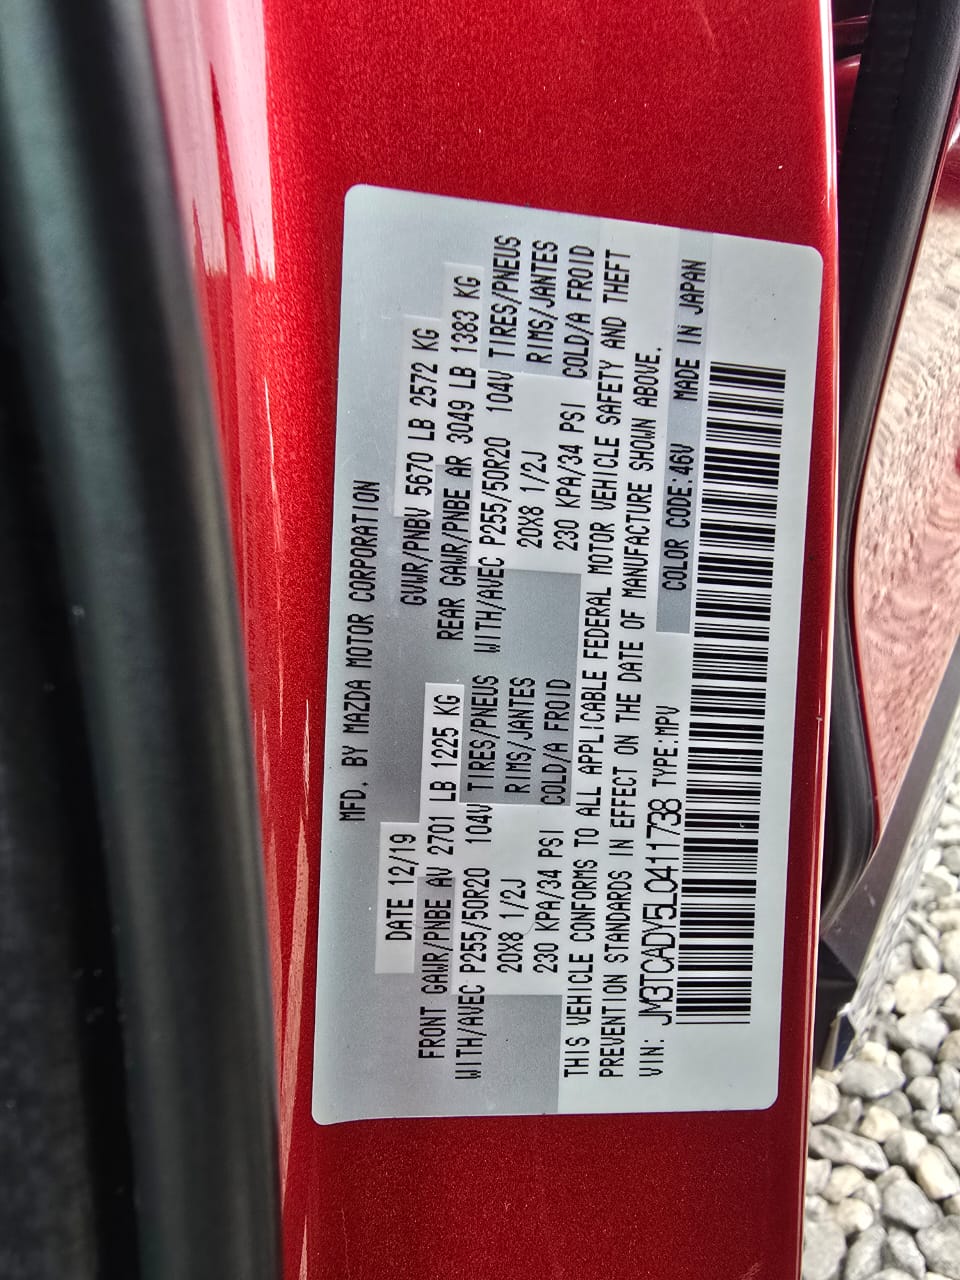 MFD. BY MAZDA MOTOR CORPORATION
DATE 12/19 GVWR/PNBV 5670 LB 2572 KG
FRONT GAWR/PNBE AV 2701 LB 1225 KG REAR GAWR/PNBE AR 3049 LB 1383 KG
WITH/AVEC P255/50R20 104V TIRES/PNEUS WITH/AVEC P255/50R20 104V TIRES/PNEUS
20X8 1/2J RIMS/JANTES 20X8 1/2J RIMS/JANTES
230 KPA/34 PSI COLD/A FROID 230 KPA/34 PSI COLD/A FROID
THIS VEHICLE CONFORMS TO ALL APPLICABLE FEDERAL MOTOR VEHICLE SAFETY AND THEFT
PREVENTION STANDARDS IN EFFECT ON THE DATE OF MANUFACTURE SHOWN ABOVE.
VIN: JM3TCADY5L0411738 TYPE:MPV COLOR CODE:46V MADE IN JAPAN